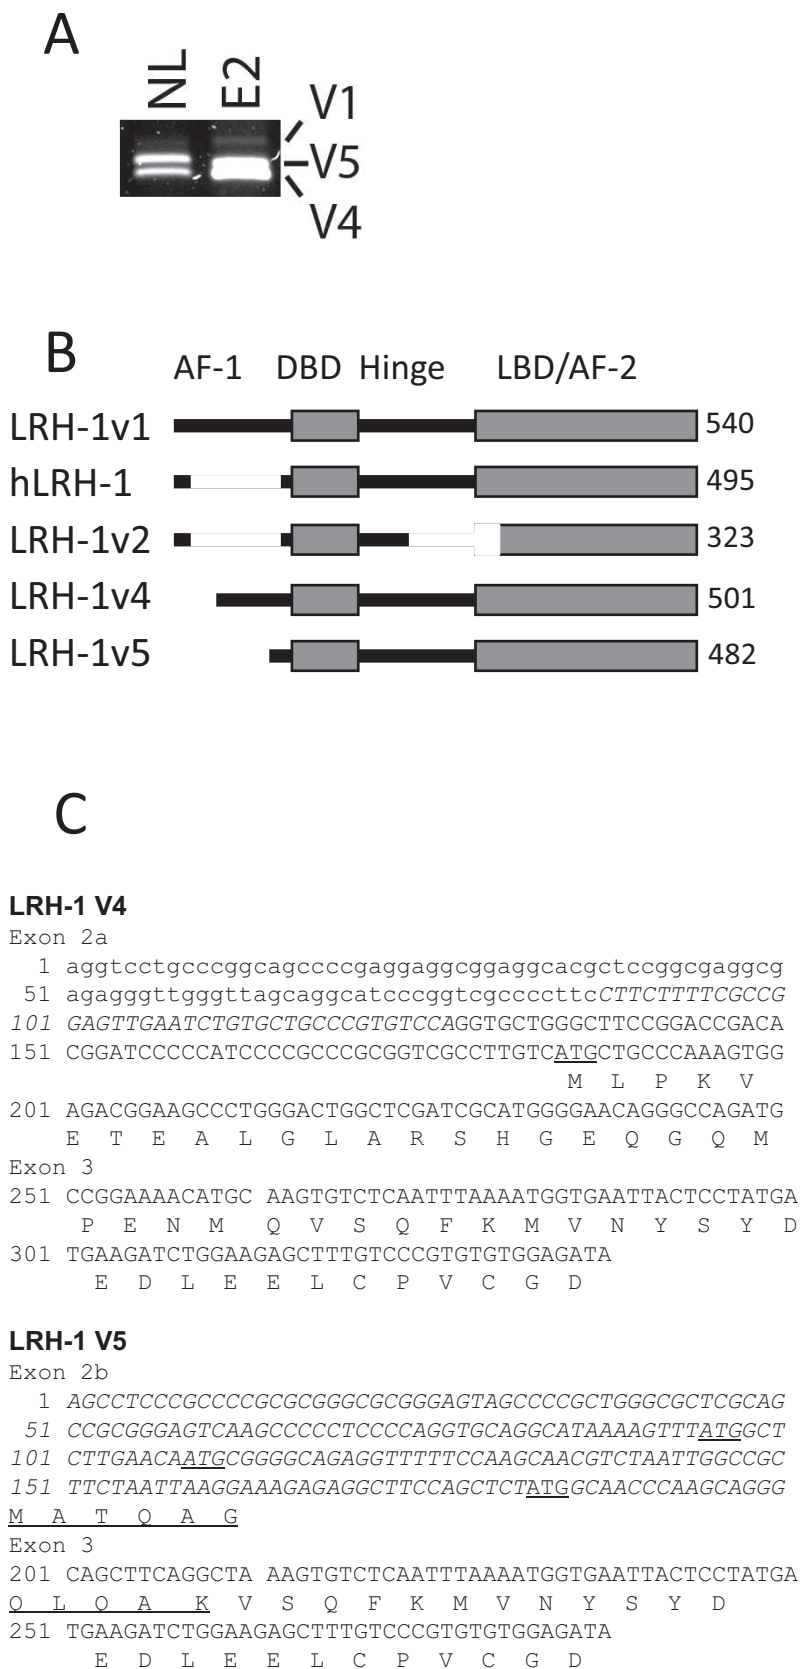 A
NL E2
V1
V5
V4
B
AF-1 DBD Hinge LBD/AF-2
LRH-1v1 540
hLRH-1 495
LRH-1v2 323
LRH-1v4 501
LRH-1v5 482
C
LRH-1 V4
Exon 2a
1 aggtcctgcccggcagccccgaggaggcggaggcacgctccggcgaggcg
51 agagggttgggttagcaggcatcccggtcgccccttcCTTCTTTTCGCCG
101 GAGTTGAATCTGTGCTGCCCGTGTCCAGGTGCTGGGCTTCCGGACCGACA
151 CGGATCCCCCATCCCCGCCCGCGGTCGCCTTGTCATGCTGCCCAAAGTGG
M L P K V
201 AGACGGAAGCCCTGGGACTGGCTCGATCGCATGGGGAACAGGGCCAGATG
E T E A L G L A R S H G E Q G Q M
Exon 3
251 CCGGAAAACATGC AAGTGTCTCAATTTAAAATGGTGAATTACTCCTATGA
P E N M Q V S Q F K M V N Y S Y D
301 TGAAGATCTGGAAGAGCTTTGTCCCGTGTGTGGAGATA
E D L E E L C P V C G D
LRH-1 V5
Exon 2b
1 AGCCTCCCGCCCCGCGCGGGCGCGGGAGTAGCCCCGCTGGGCGCTCGCAG
51 CCGCGGGAGTCAAGCCCCCTCCCCAGGTGCAGGCATAAAAGTTTATGGCT
101 CTTGAACAATGCGGGGCAGAGGTTTTTCCAAGCAACGTCTAATTGGCCGC
151 TTCTAATTAAGGAAAGAGAGGCTTCCAGCTCTATGGCAACCCAAGCAGGG
M A T Q A G
Exon 3
201 CAGCTTCAGGCTA AAGTGTCTCAATTTAAAATGGTGAATTACTCCTATGA
Q L Q A K V S Q F K M V N Y S Y D
251 TGAAGATCTGGAAGAGCTTTGTCCCGTGTGTGGAGATA
E D L E E L C P V C G D